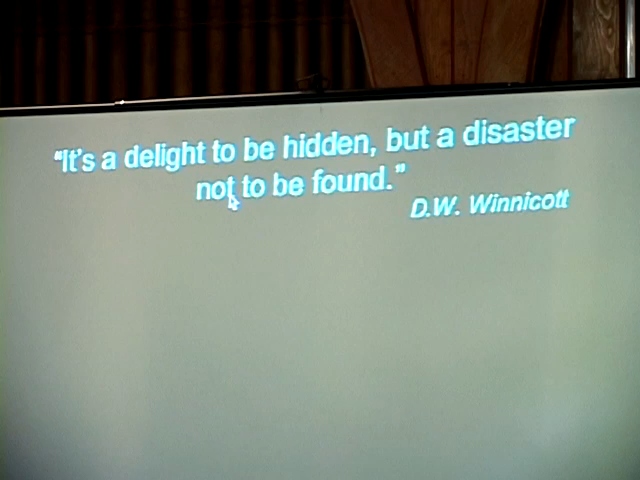 “It's a delight to be hidden, but a disaster
not to be found.”
D.W. Winnicott